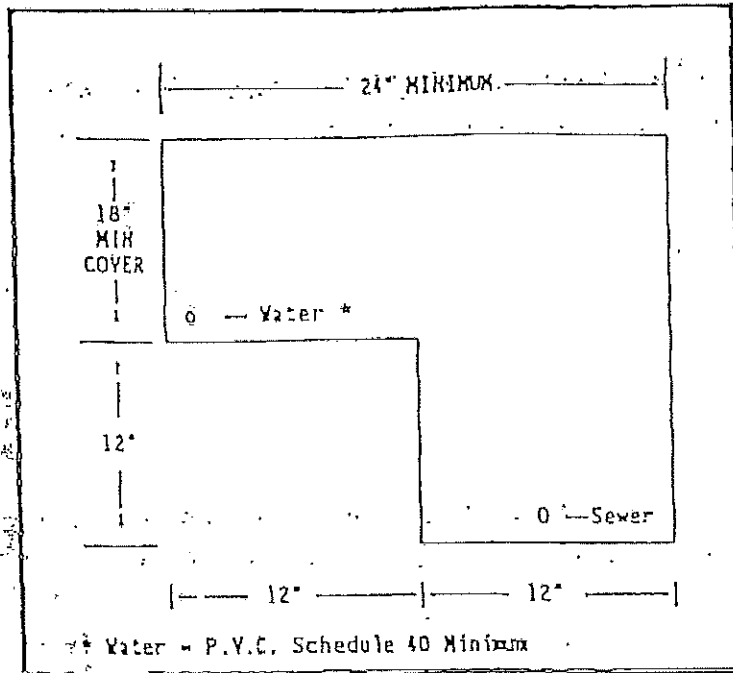 24" MINIMUM
18"
MIN
COVER
O — Water *
12"
O — Sewer
12" 12"
* Water = P.V.C. Schedule 40 Minimum